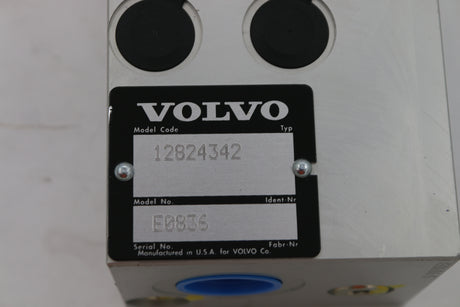 VOLVO
Model Code Typ
12824342
Model No. Ident-Nr
E0836
Serial No. Fabr-Nr
Manufactured in U.S.A. for VOLVO Co.